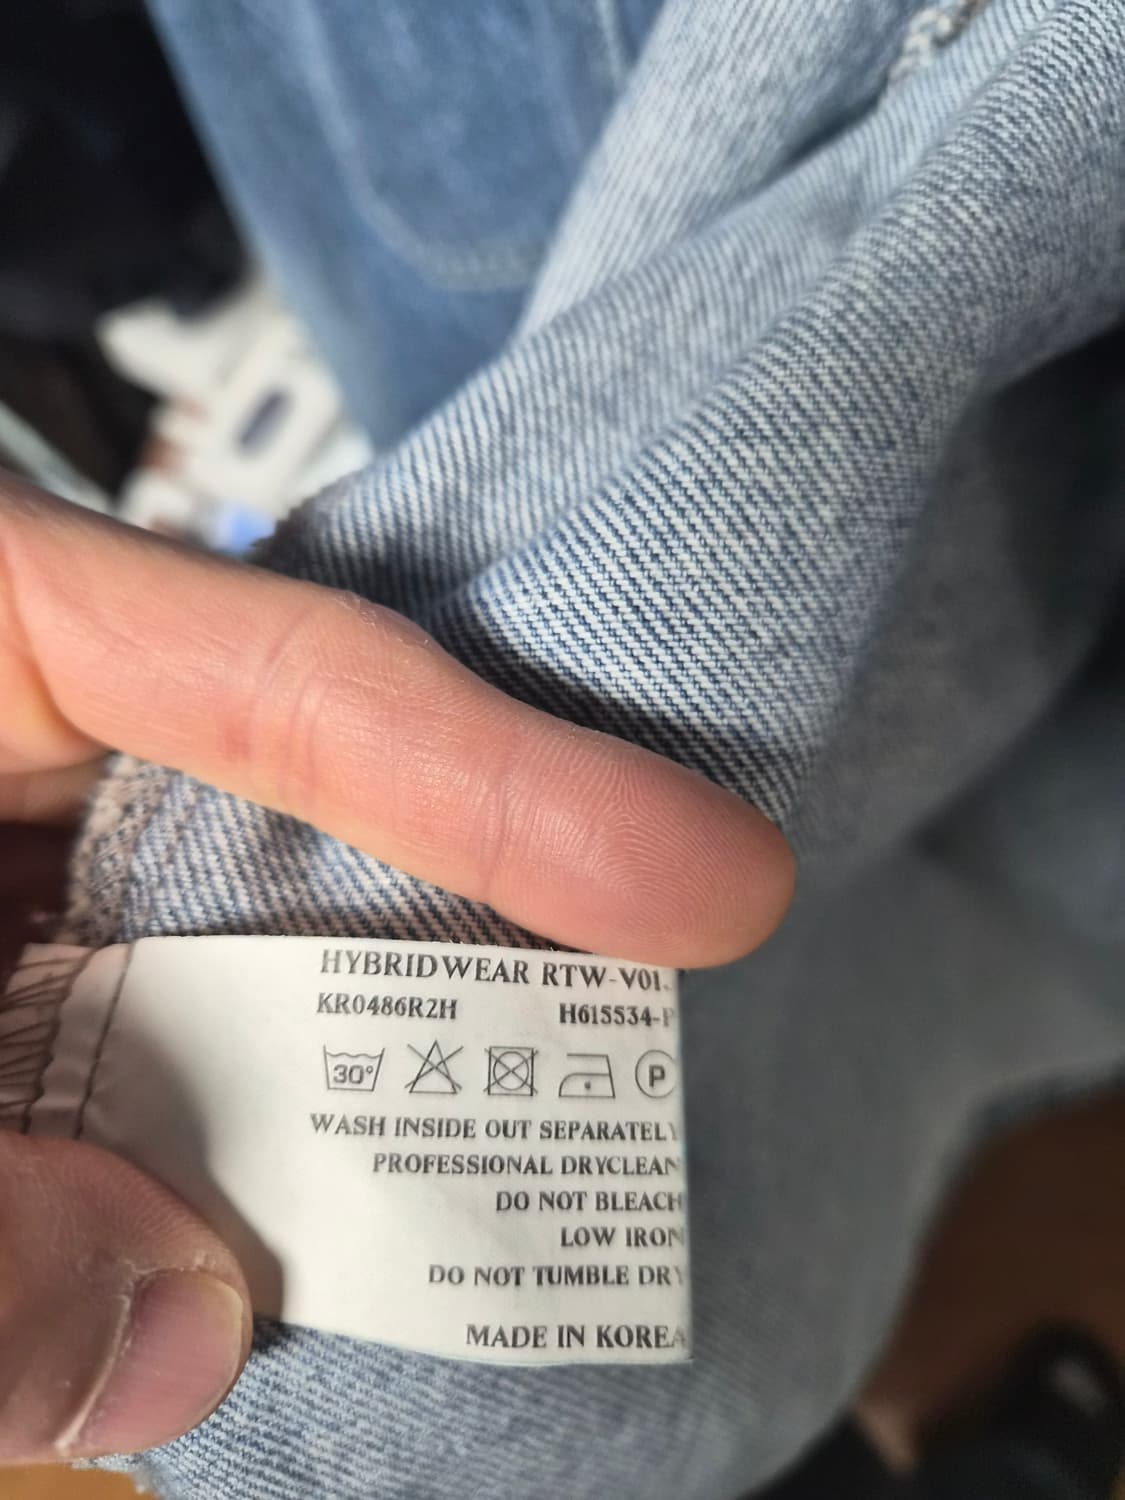 HYBRIDWEAR RTW-V01.
KR0486R2H H615534-P
30° P
WASH INSIDE OUT SEPARATELY
PROFESSIONAL DRYCLEAN
DO NOT BLEACH
LOW IRON
DO NOT TUMBLE DRY
MADE IN KOREA